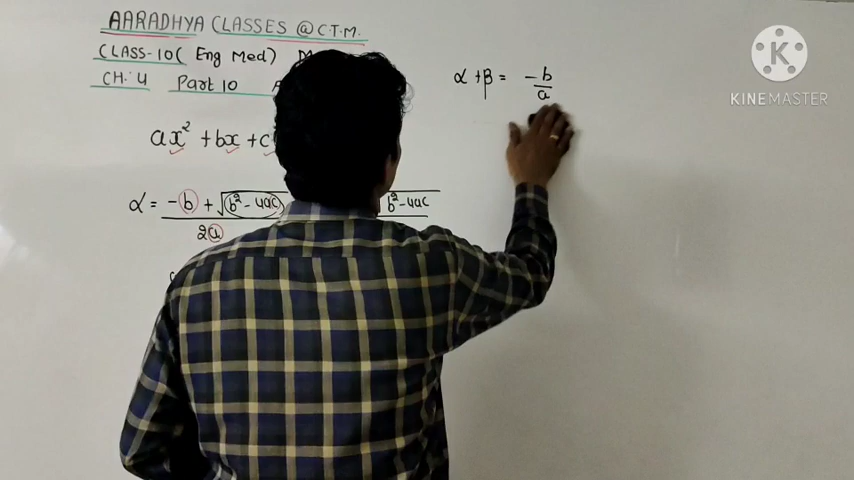 AARADHYA CLASSES @ C.T.M.
CLASS-10 ( Eng Med)
CH: 4 Part 10
ax² + bx + c
α + β = -b/a
α = -b + √(b² - 4ac) / 2a
√b² - 4ac
K
KINEMASTER